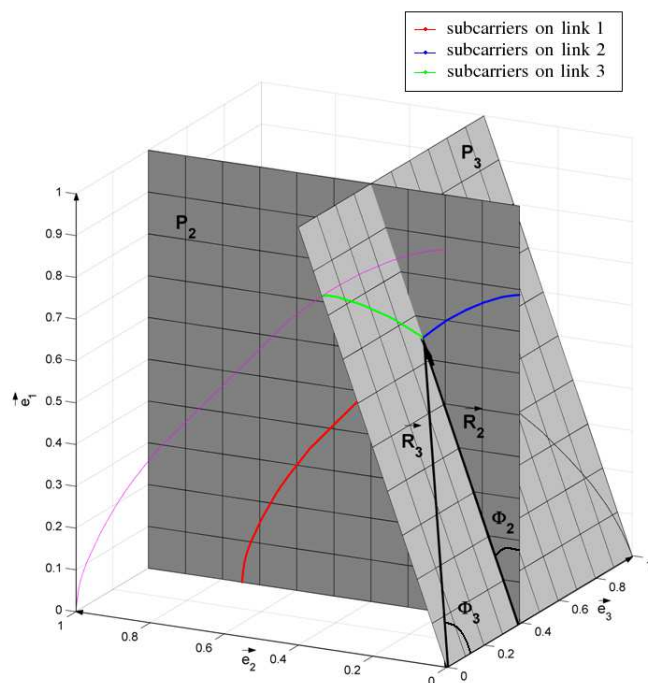 subcarriers on link 1
subcarriers on link 2
subcarriers on link 3
P3
P2
1
0.9
0.8
0.7
0.6
0.5
0.4
0.3
0.2
0.1
0
e1
R3
R2
Φ2
Φ3
1
0.8
0.6
0.4
0.2
0
e2
0
0.2
0.4
0.6
0.8
1
e3